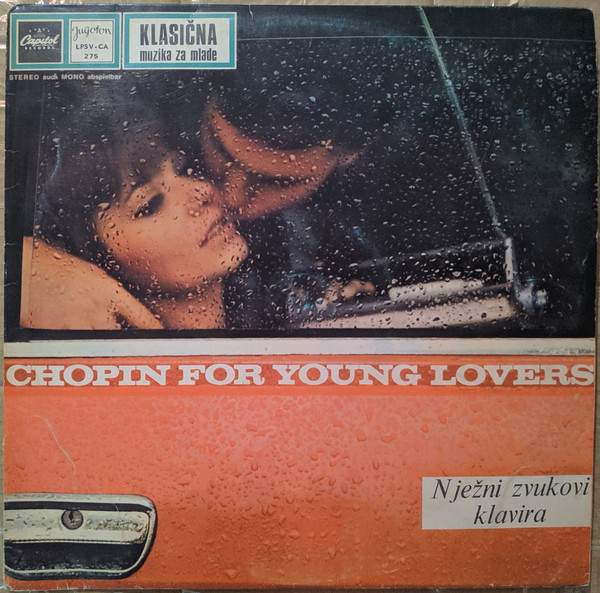 Capitol
RECORDS
Jugoton
LPSV-CA
275
KLASIČNA
muzika za mlade
STEREO auch MONO abspielbar
CHOPIN FOR YOUNG LOVERS
Nježni zvukovi
klavira